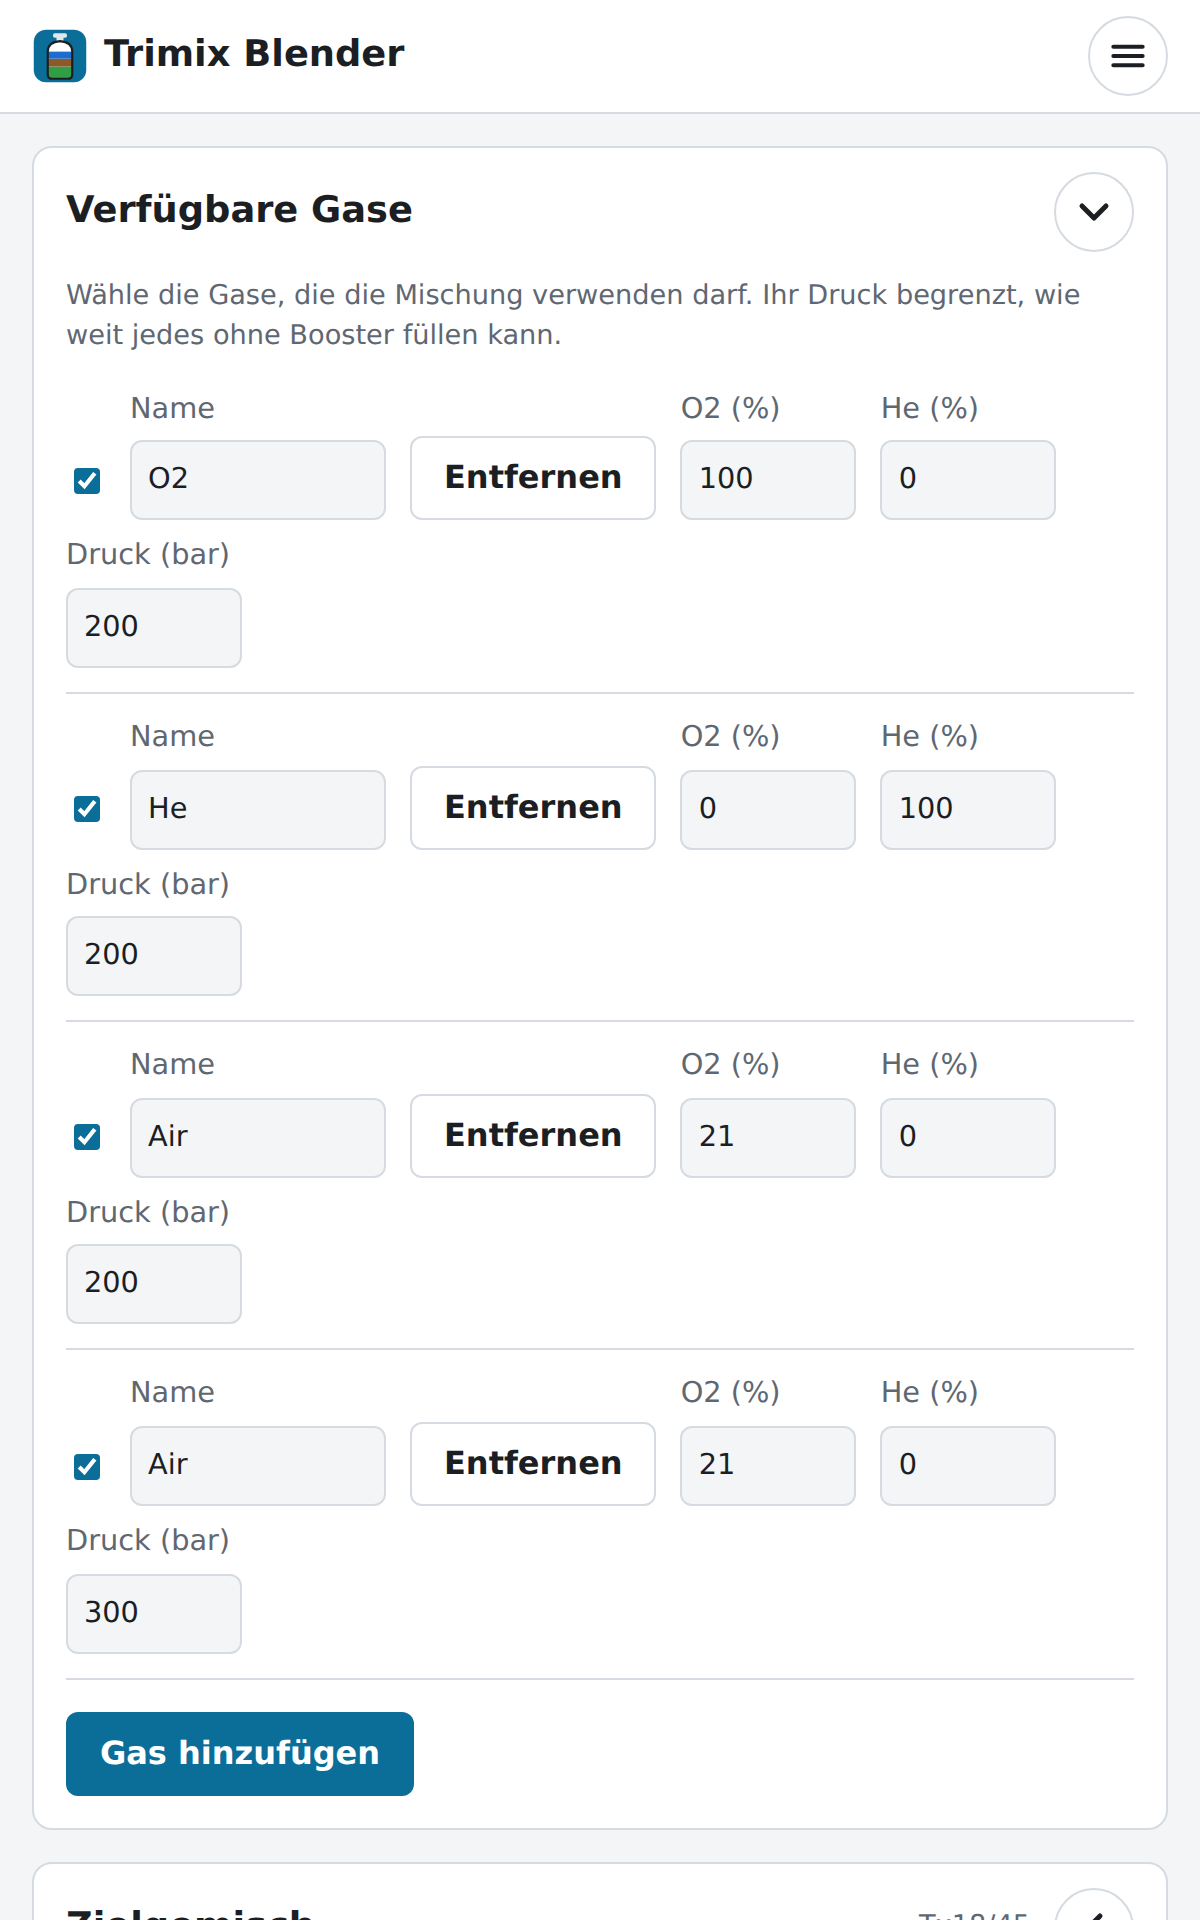 Trimix Blender
Verfügbare Gase
Wähle die Gase, die die Mischung verwenden darf. Ihr Druck begrenzt, wie
weit jedes ohne Booster füllen kann.
Name O2 (%) He (%)
O2 Entfernen 100 0
Druck (bar)
200
Name O2 (%) He (%)
He Entfernen 0 100
Druck (bar)
200
Name O2 (%) He (%)
Air Entfernen 21 0
Druck (bar)
200
Name O2 (%) He (%)
Air Entfernen 21 0
Druck (bar)
300
Gas hinzufügen
Zielgemisch Tx18/45